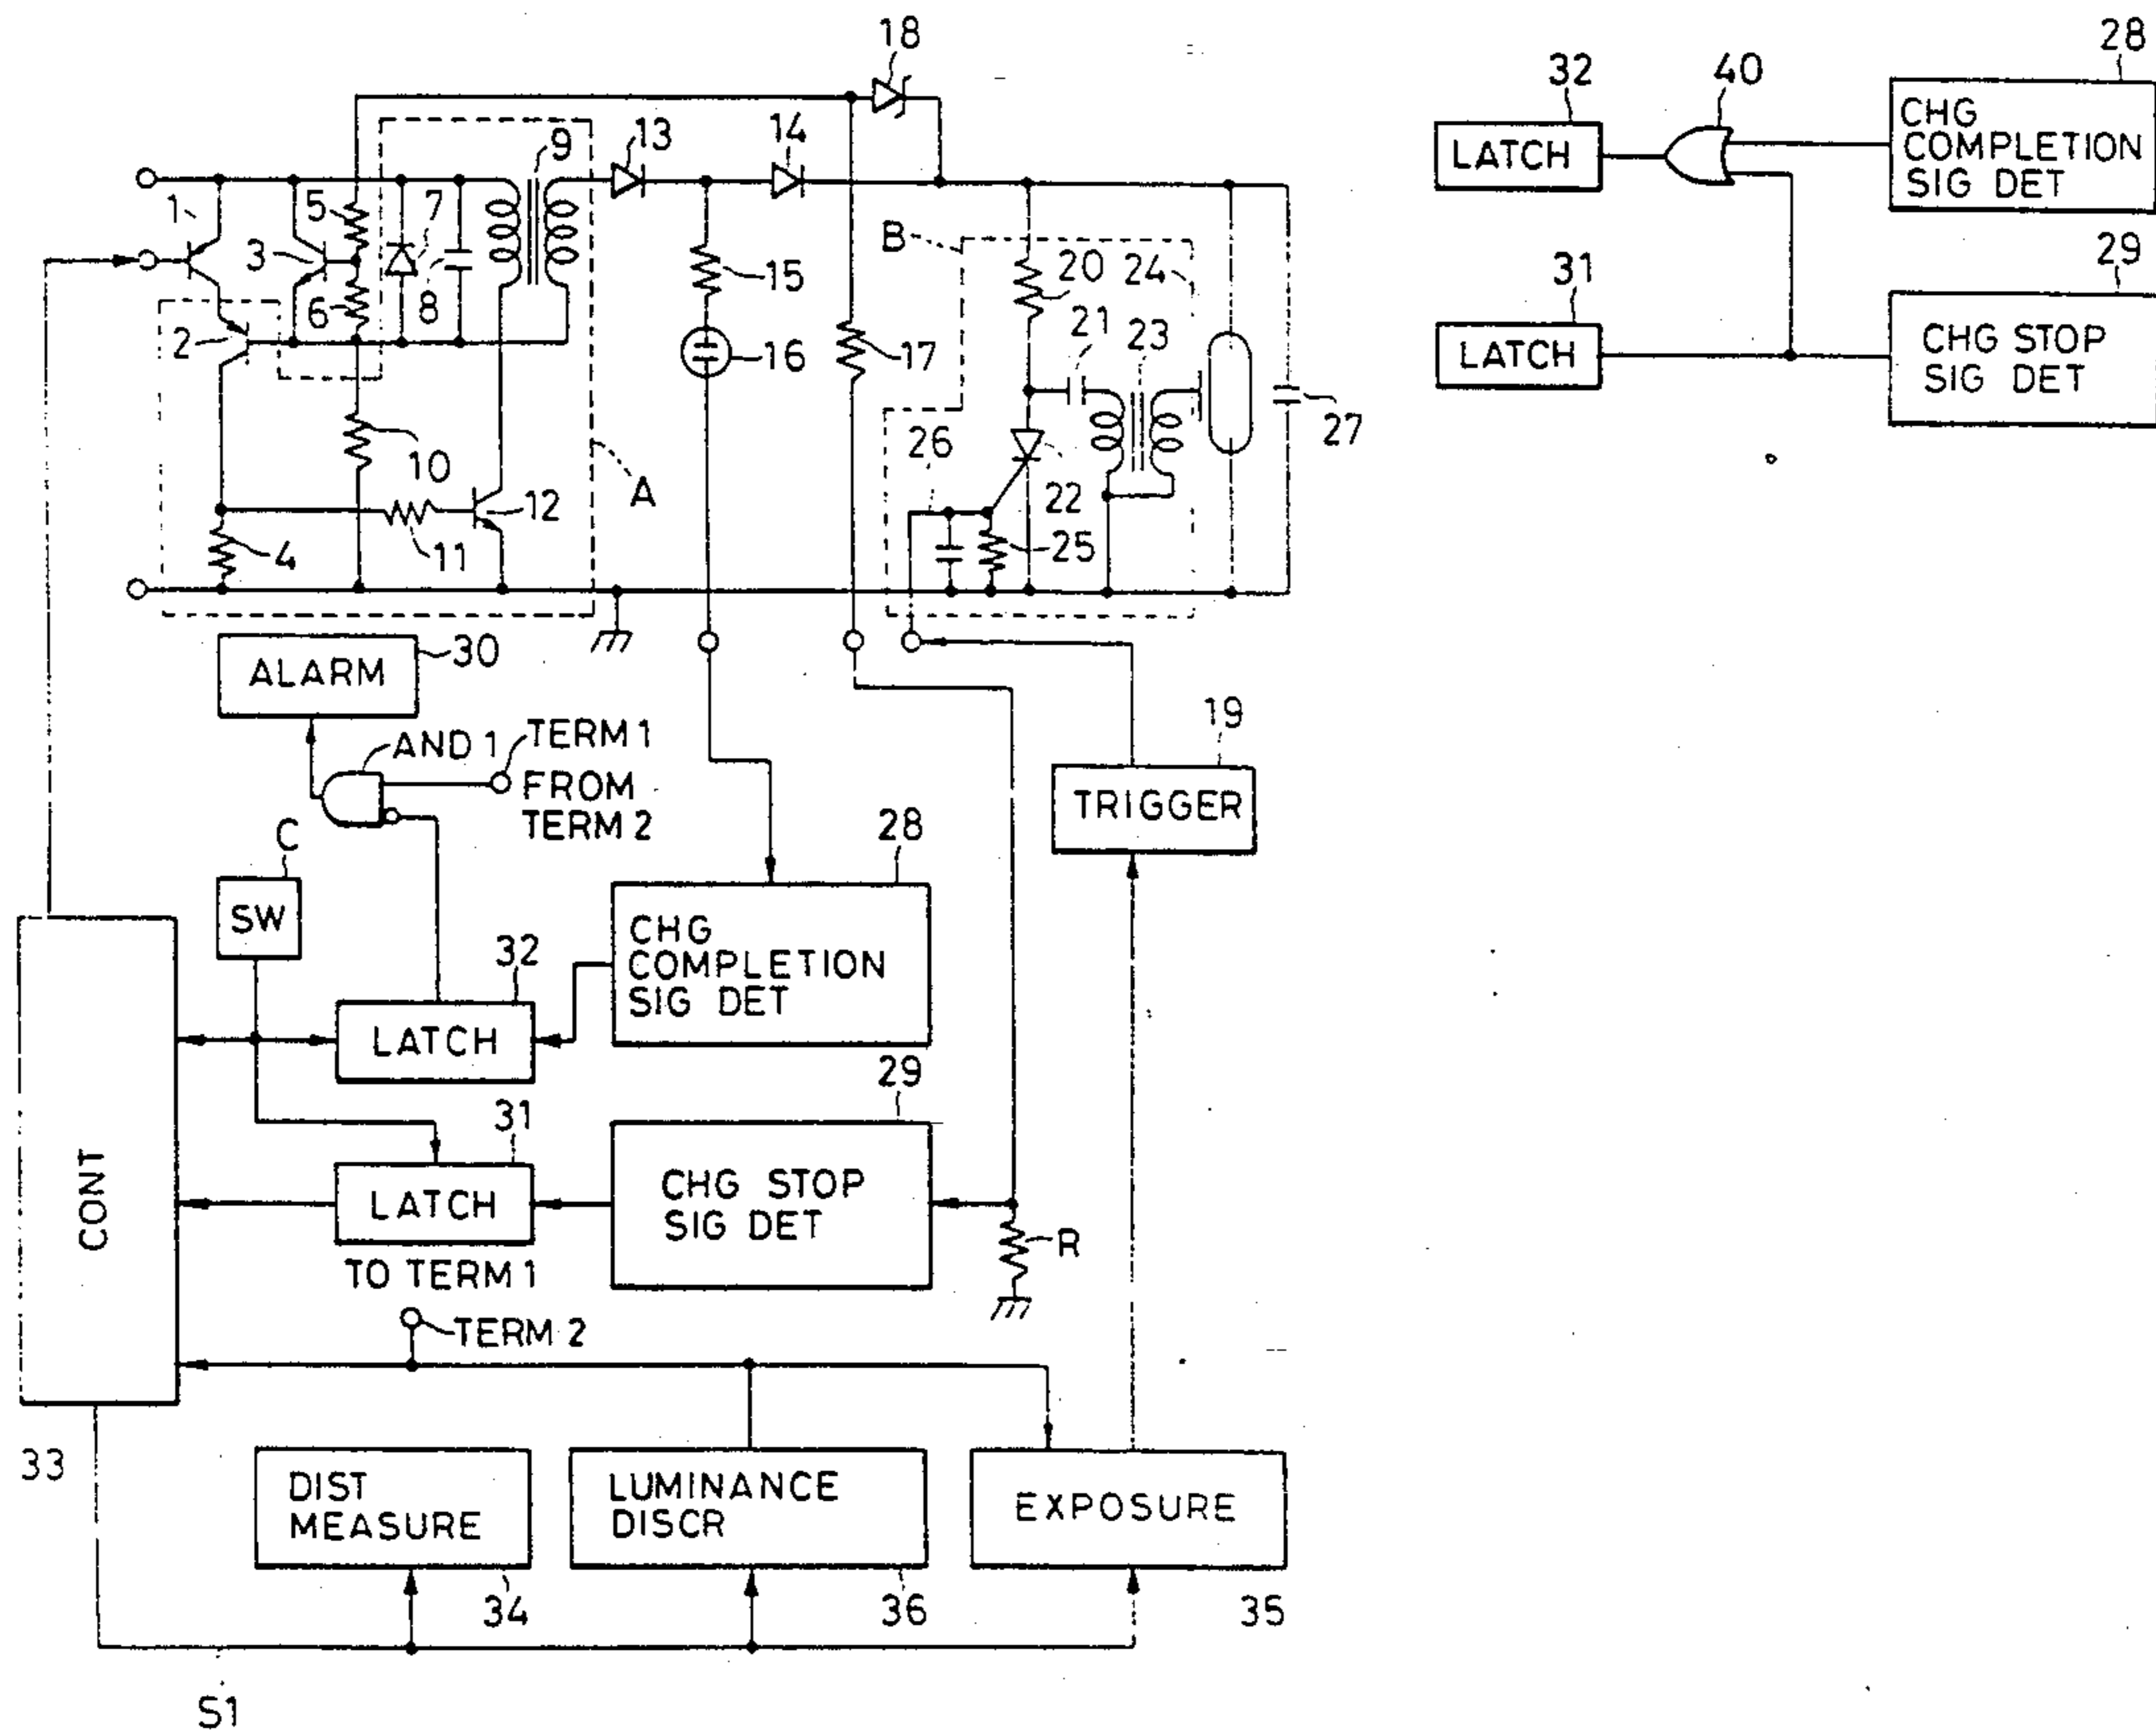 18
28
32
40
CHG
COMPLETION
SIG DET
LATCH
9
13
14
1
5
7
3
B
29
31
6
8
15
20
24
2
21
23
LATCH
CHG STOP
SIG DET
16
17
27
26
10
A
12
22
4
11
25
ALARM
30
19
AND 1
TERM 1
FROM
TERM 2
TRIGGER
C
28
SW
32
CHG
COMPLETION
SIG DET
LATCH
29
31
CONT
LATCH
CHG STOP
SIG DET
R
TO TERM 1
TERM 2
33
DIST
MEASURE
LUMINANCE
DISCR
EXPOSURE
34
36
35
S1